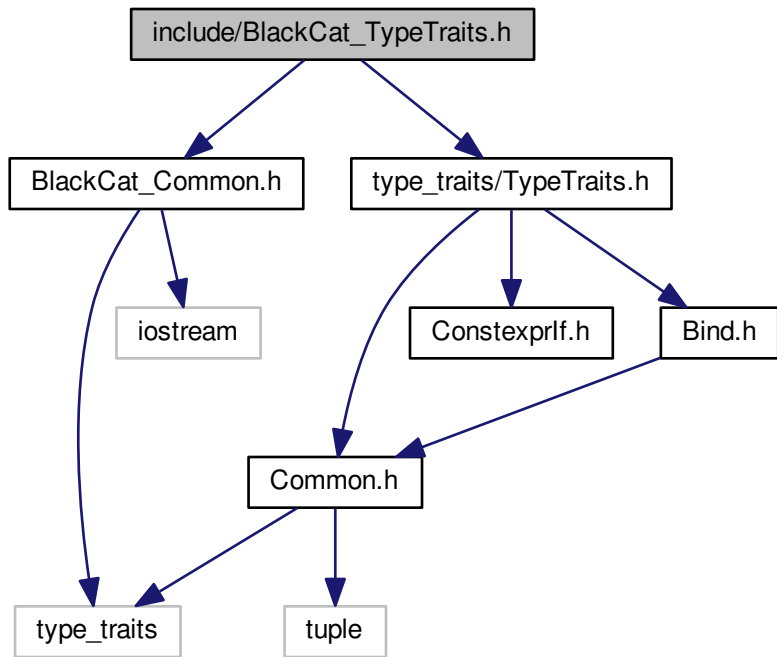 include/BlackCat_TypeTraits.h
BlackCat_Common.h
type_traits/TypeTraits.h
iostream
ConstexprIf.h
Bind.h
Common.h
type_traits
tuple